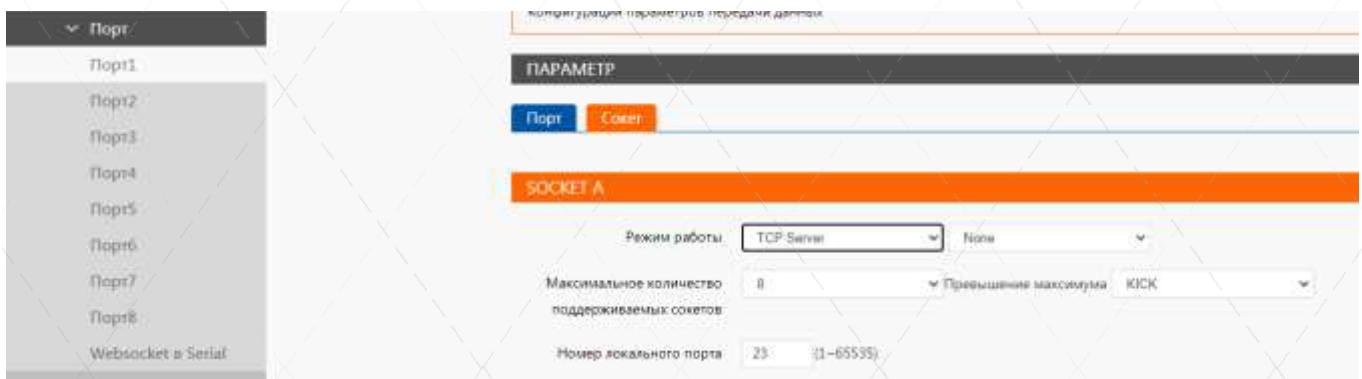 конфигурация параметров передачи данных
Порт
Порт1
ПАРАМЕТР
Порт2
Порт Сокет
Порт3
Порт4
SOCKET A
Порт5
Режим работы TCP Server None
Порт6
Порт7
Максимальное количество поддерживаемых сокетов 8 Превышение максимума KICK
Порт8
Websocket в Serial
Номер локального порта 23 (1~65535)